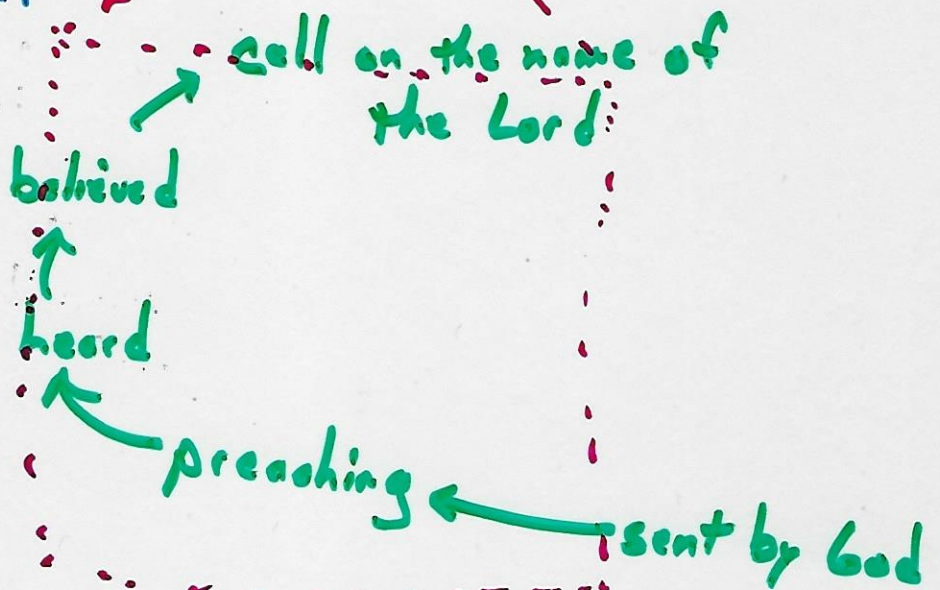 call on the name of
the Lord
believed
heard
preaching
sent by God